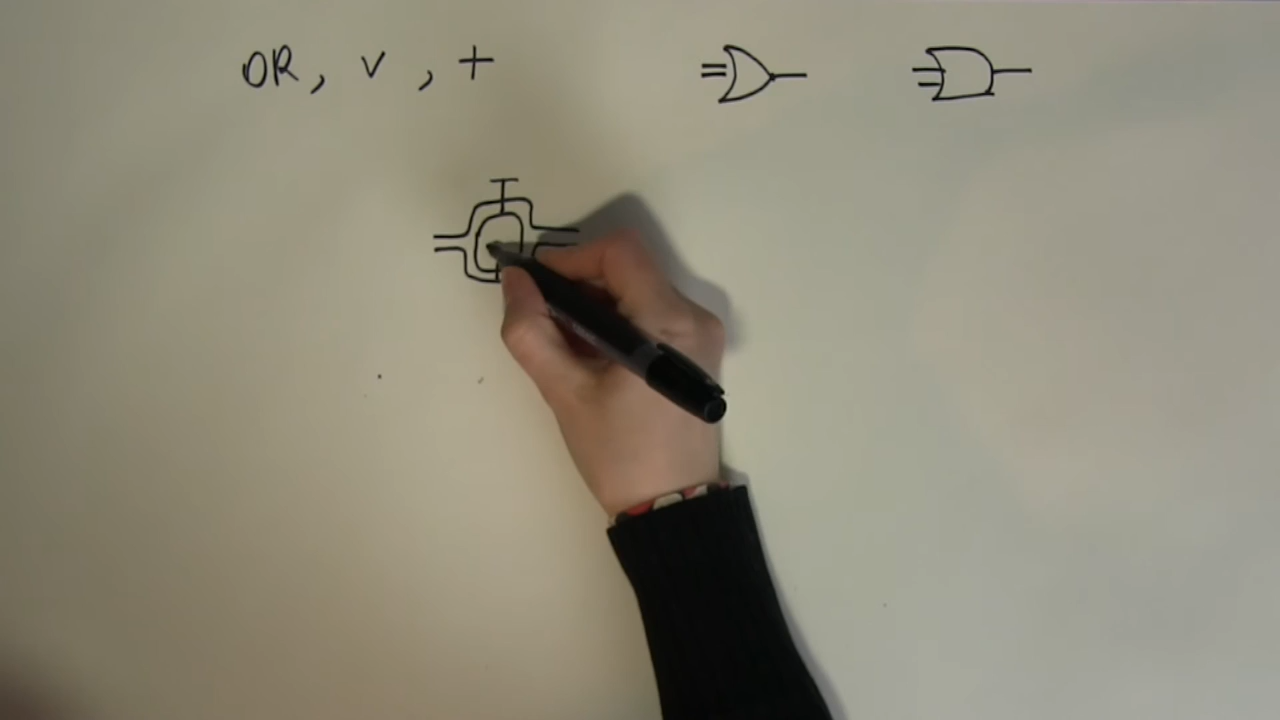 OR, v, +